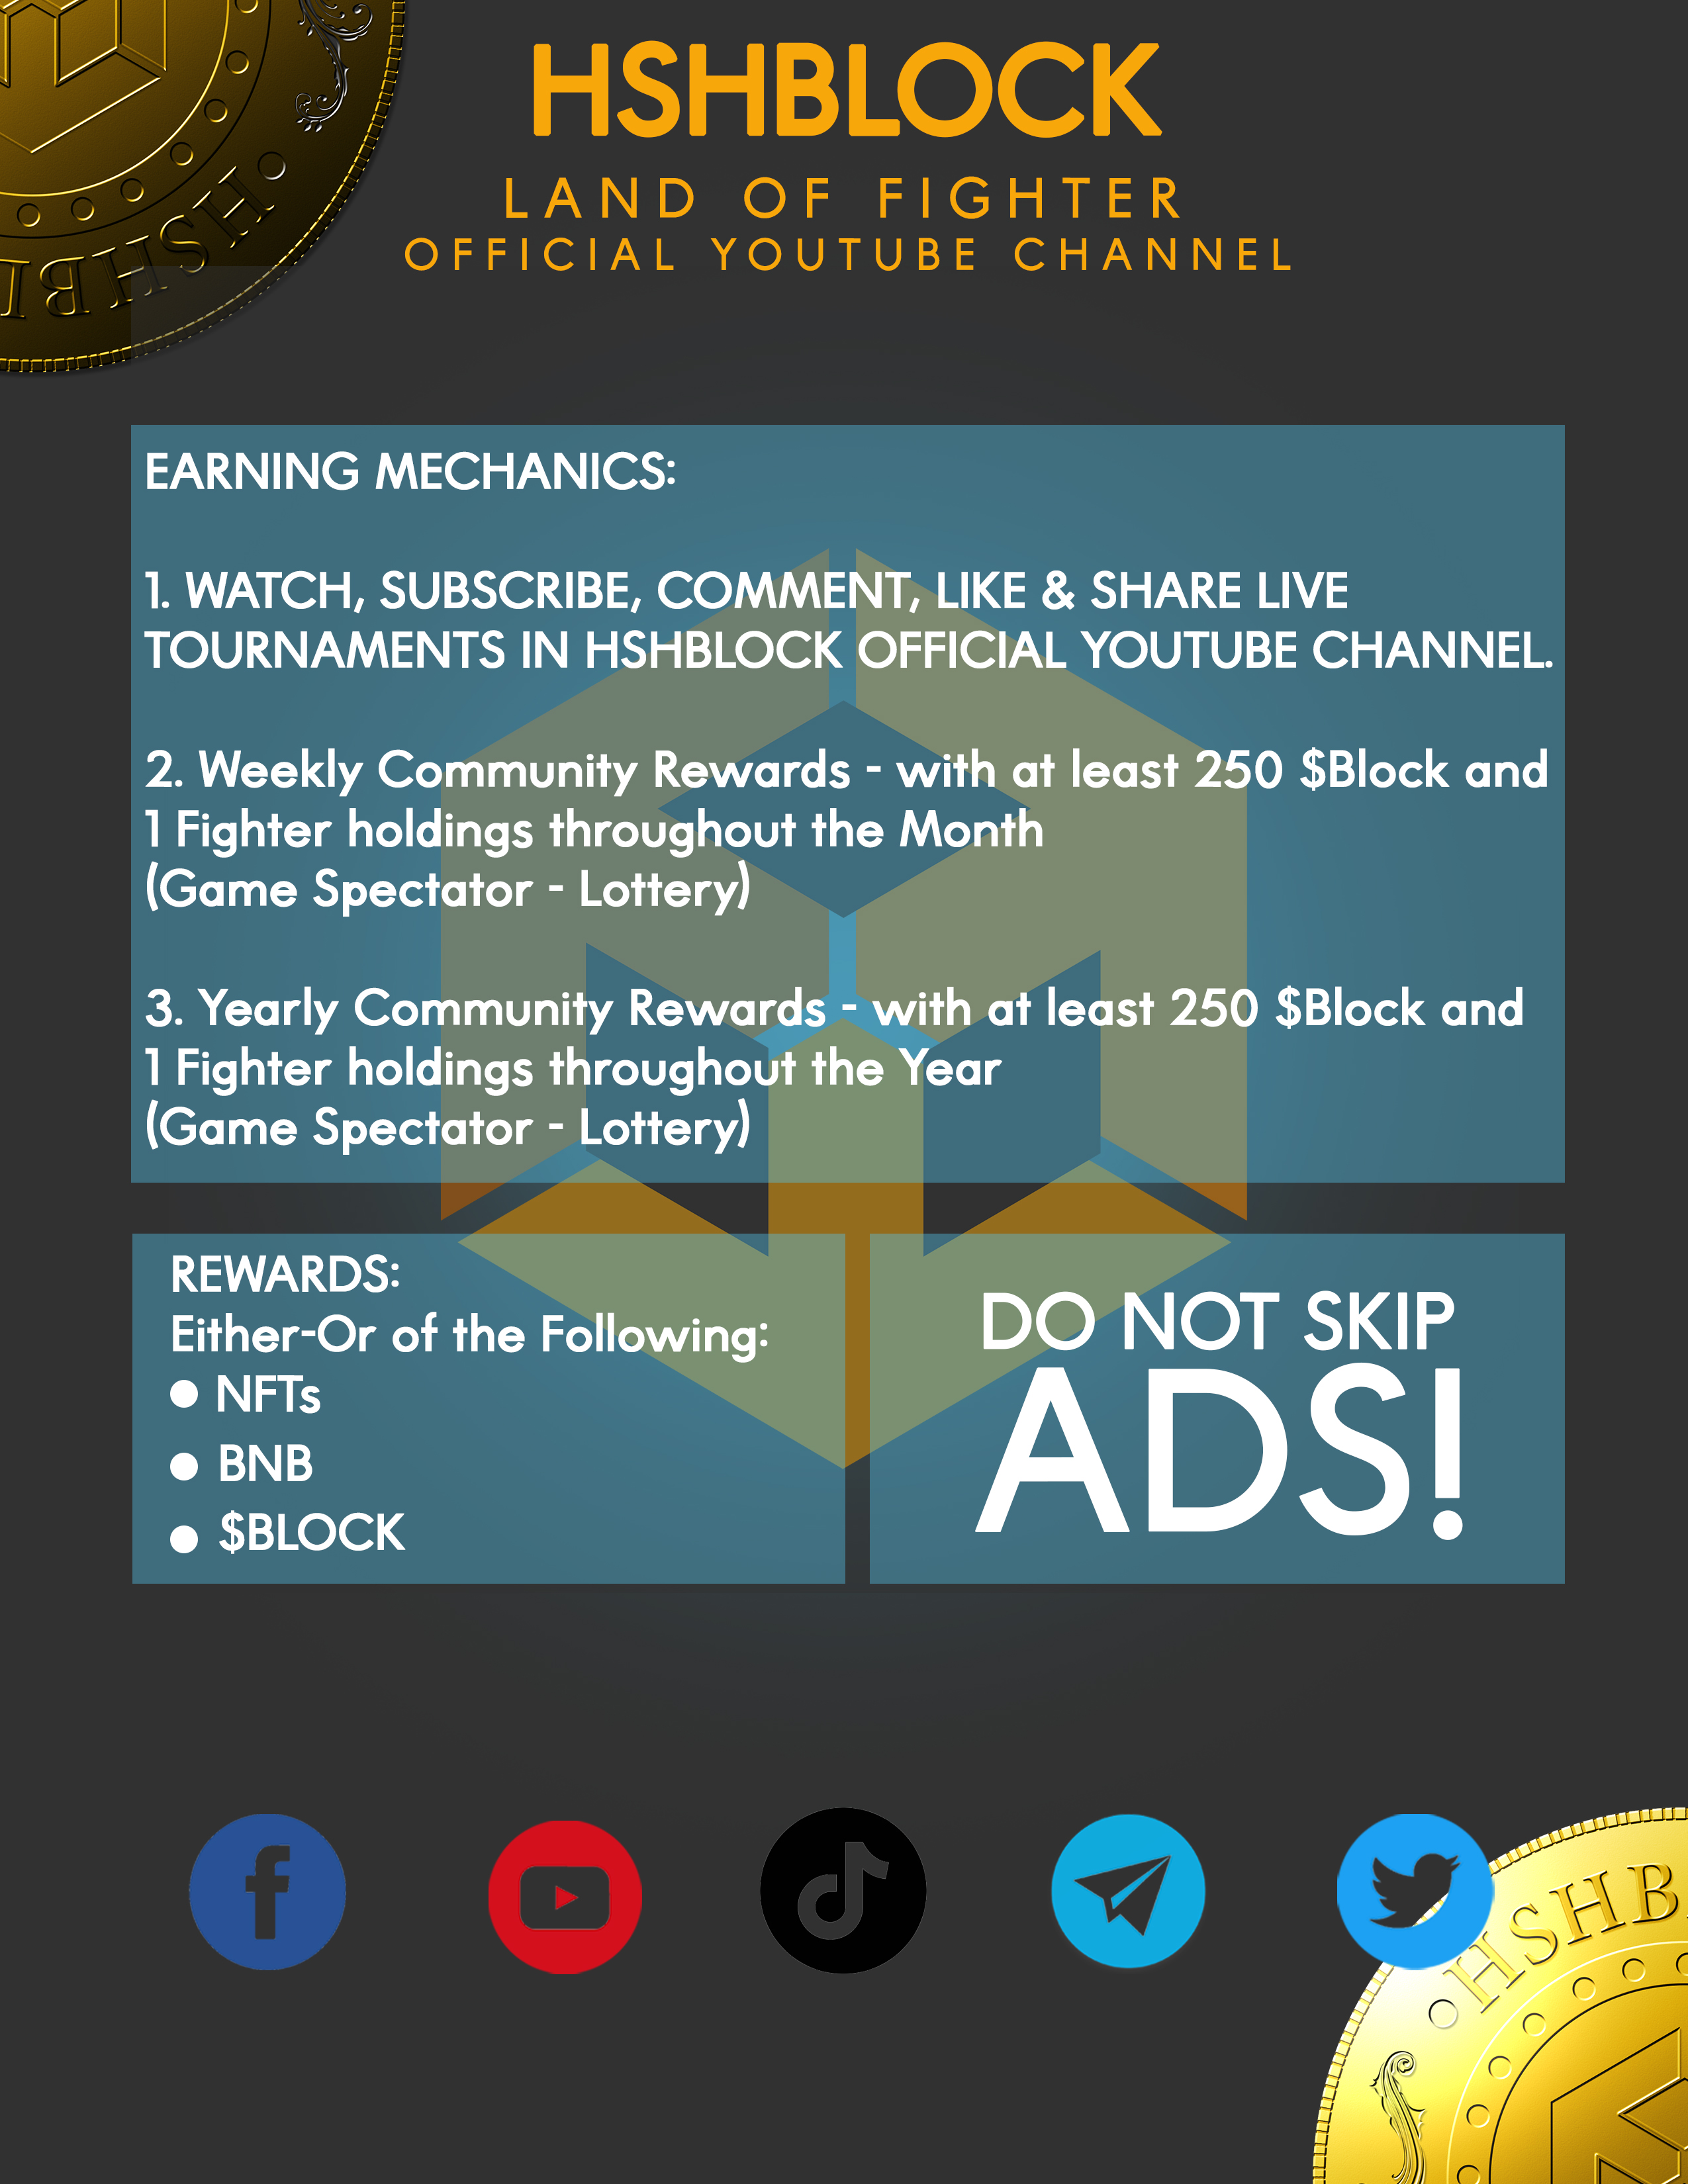 HSHBLOCK
LAND OF FIGHTER
OFFICIAL YOUTUBE CHANNEL
HSHBL
EARNING MECHANICS:
1. WATCH, SUBSCRIBE, COMMENT, LIKE & SHARE LIVE
TOURNAMENTS IN HSHBLOCK OFFICIAL YOUTUBE CHANNEL.
2. Weekly Community Rewards - with at least 250 $Block and
1 Fighter holdings throughout the Month
(Game Spectator - Lottery)
3. Yearly Community Rewards - with at least 250 $Block and
1 Fighter holdings throughout the Year
(Game Spectator - Lottery)
REWARDS:
Either-Or of the Following:
● NFTs
● BNB
● $BLOCK
DO NOT SKIP
ADS!
HSHB